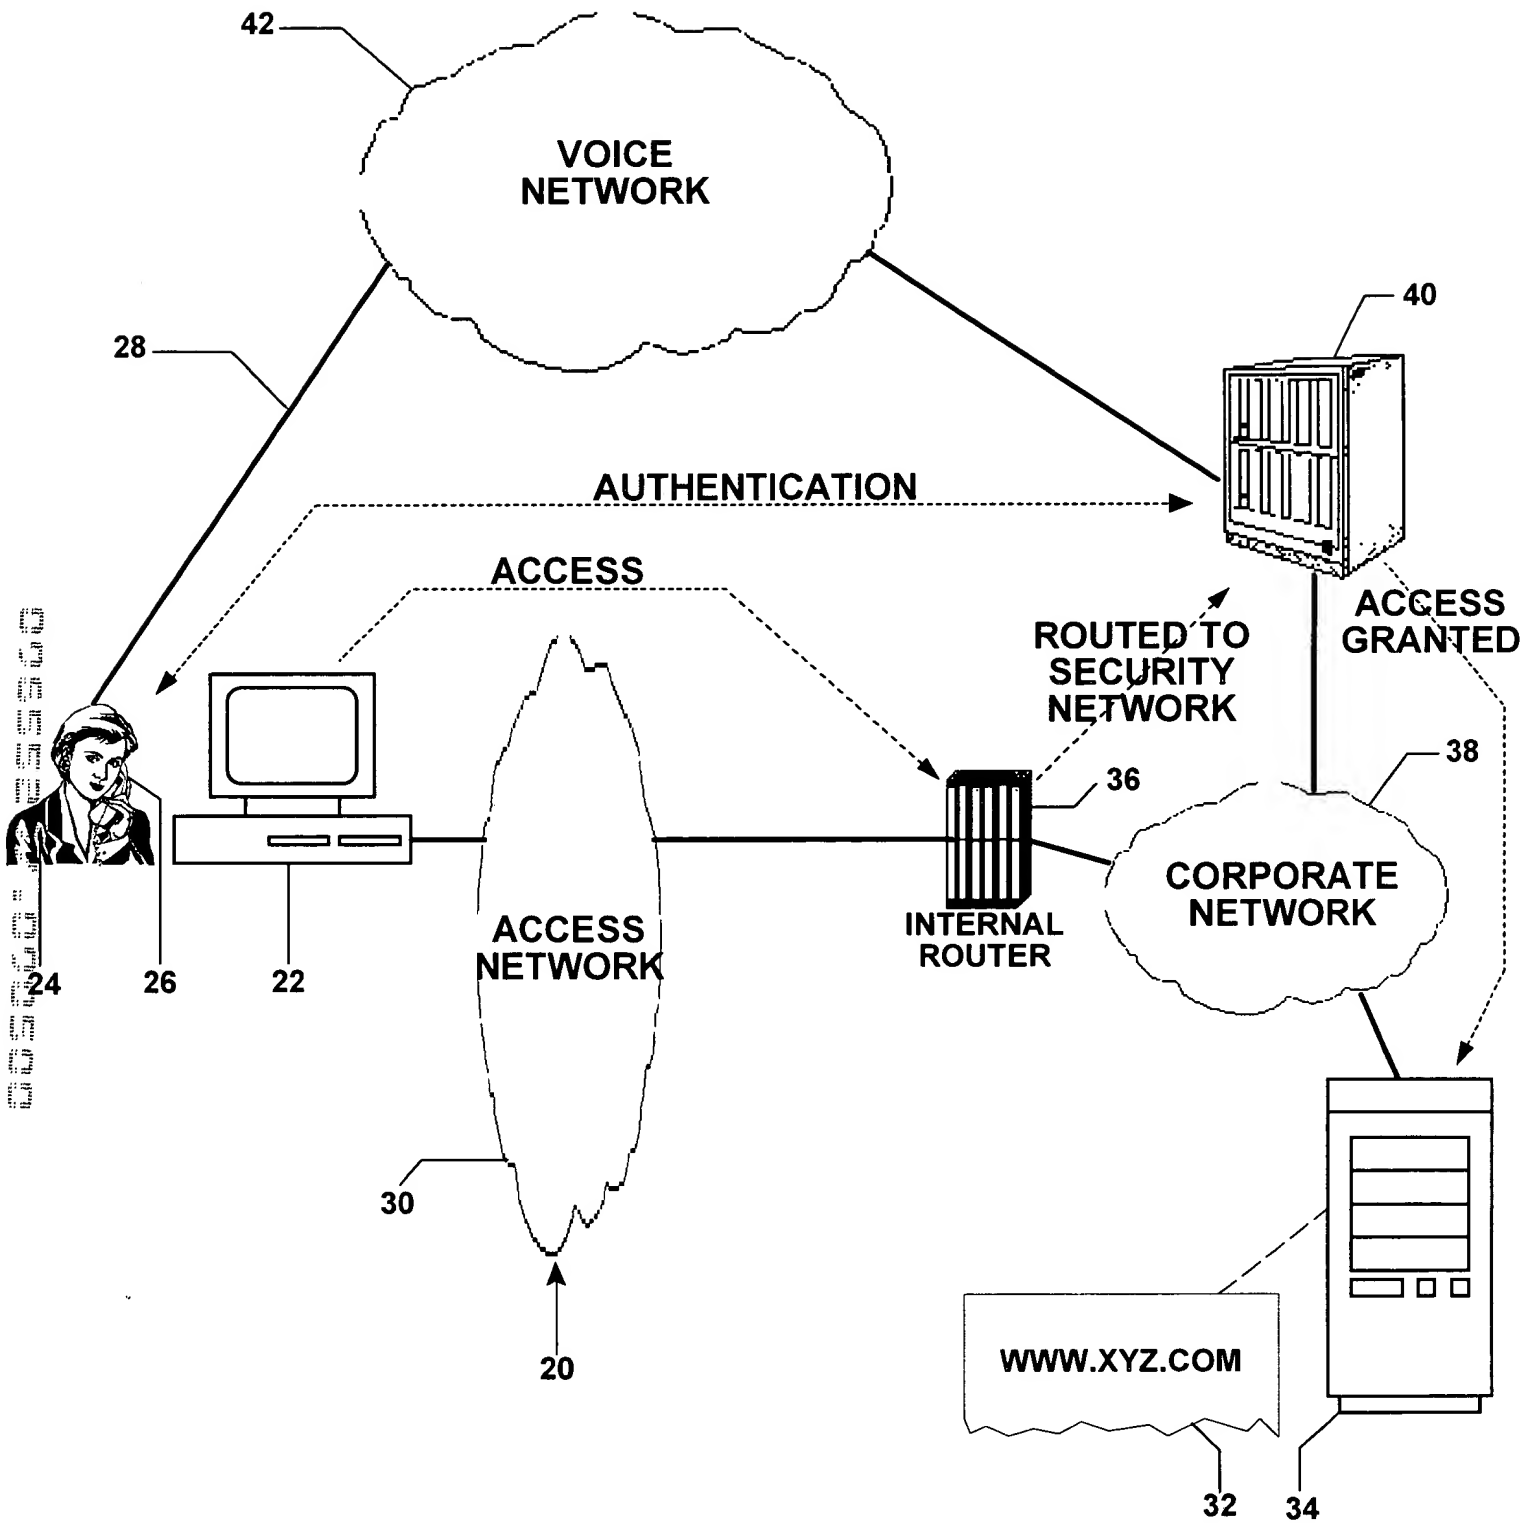 42
VOICE
NETWORK
40
28
AUTHENTICATION
ACCESS
ACCESS
GRANTED
ROUTED TO
SECURITY
NETWORK
38
36
CORPORATE
NETWORK
INTERNAL
ROUTER
ACCESS
NETWORK
24
26
22
30
20
WWW.XYZ.COM
32
34